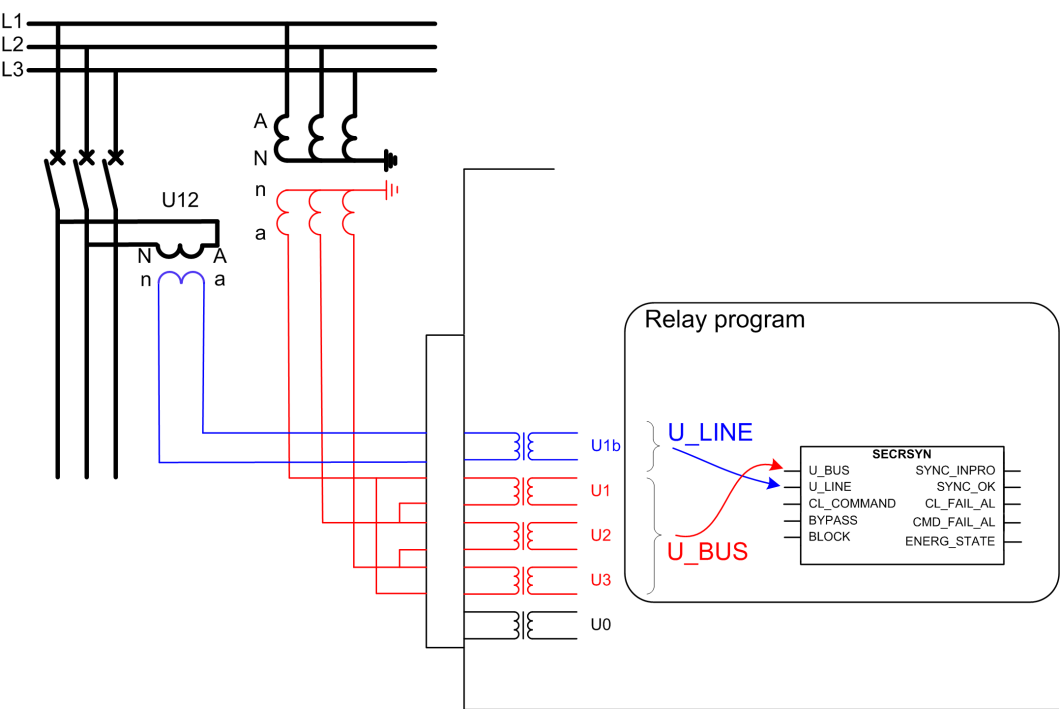 L1
L2
L3
A
N
n
a
U12
N
A
n
a
Relay program
U1b
U_LINE
U1
U2
U_BUS
U3
U0
SECRSYN
U_BUS
SYNC_INPRO
U_LINE
SYNC_OK
CL_COMMAND
CL_FAIL_AL
BYPASS
CMD_FAIL_AL
BLOCK
ENERG_STATE